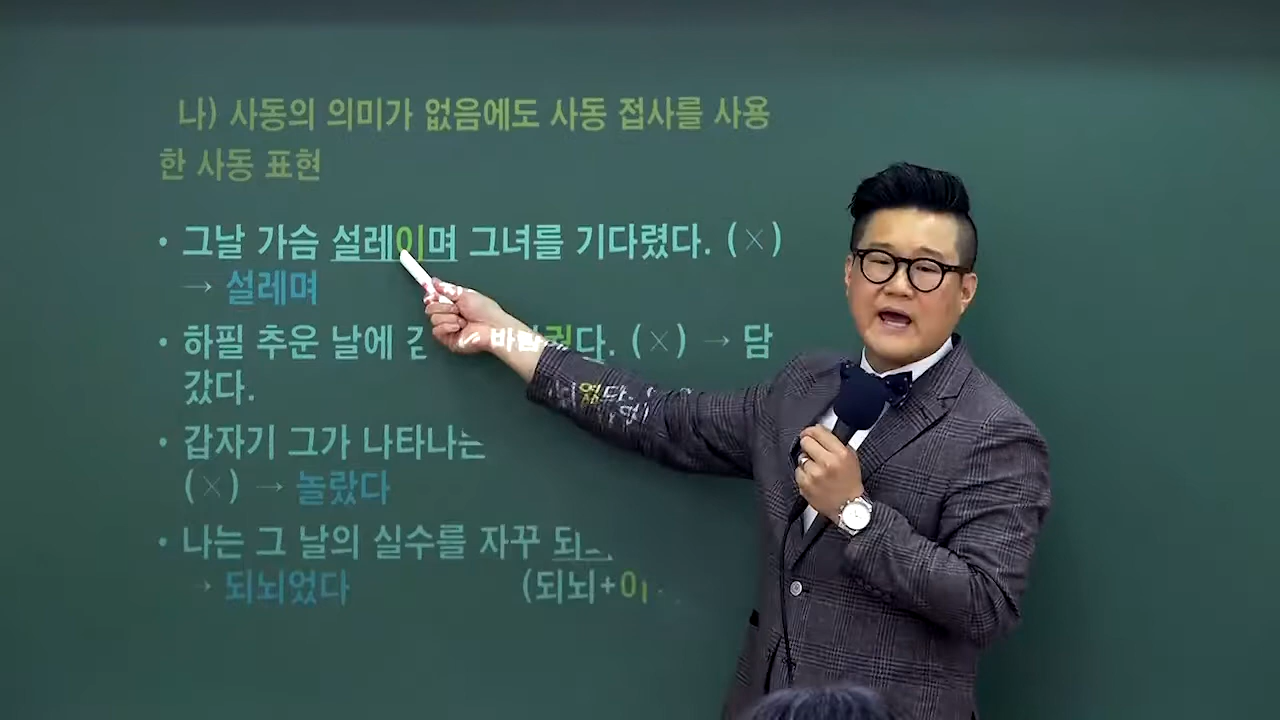 나) 사동의 의미가 없음에도 사동 접사를 사용
한 사동 표현
• 그날 가슴 설레이며 그녀를 기다렸다. (×)
→ 설레며
• 하필 추운 날에 다. (×) → 담
갔다.
• 갑자기 그가 나타나는
(×) → 놀랐다
• 나는 그 날의 실수를 자꾸
→ 되뇌었다 (되뇌+이